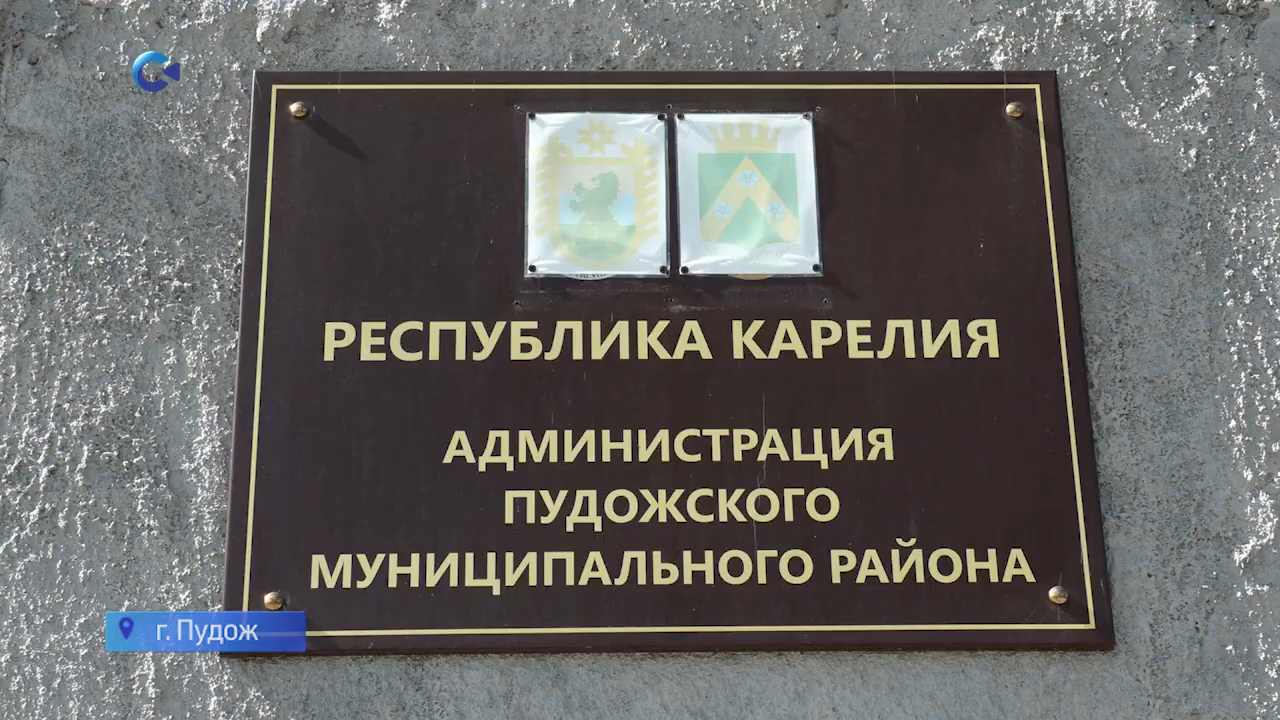 РЕСПУБЛИКА КАРЕЛИЯ
АДМИНИСТРАЦИЯ
ПУДОЖСКОГО
МУНИЦИПАЛЬНОГО РАЙОНА
г. Пудож